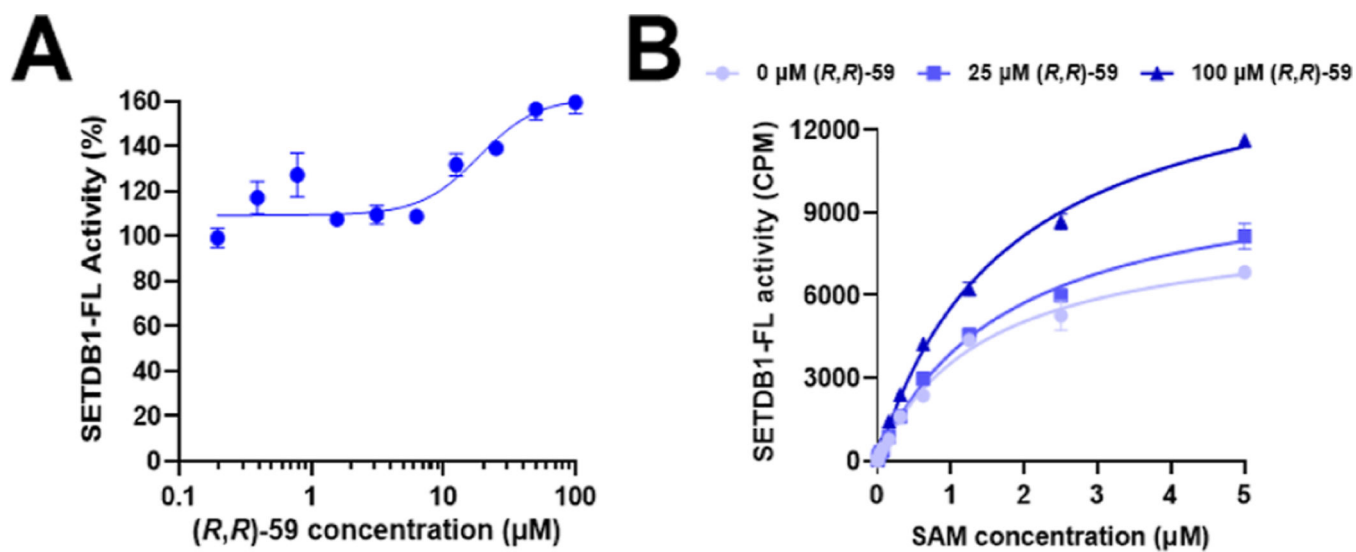 A
SETDB1-FL Activity (%)
160
140
120
100
80
60
40
20
0
0.1 1 10 100
(R,R)-59 concentration (µM)
B
0 µM (R,R)-59 25 µM (R,R)-59 100 µM (R,R)-59
SETDB1-FL activity (CPM)
12000
9000
6000
3000
0
0 1 2 3 4 5
SAM concentration (µM)